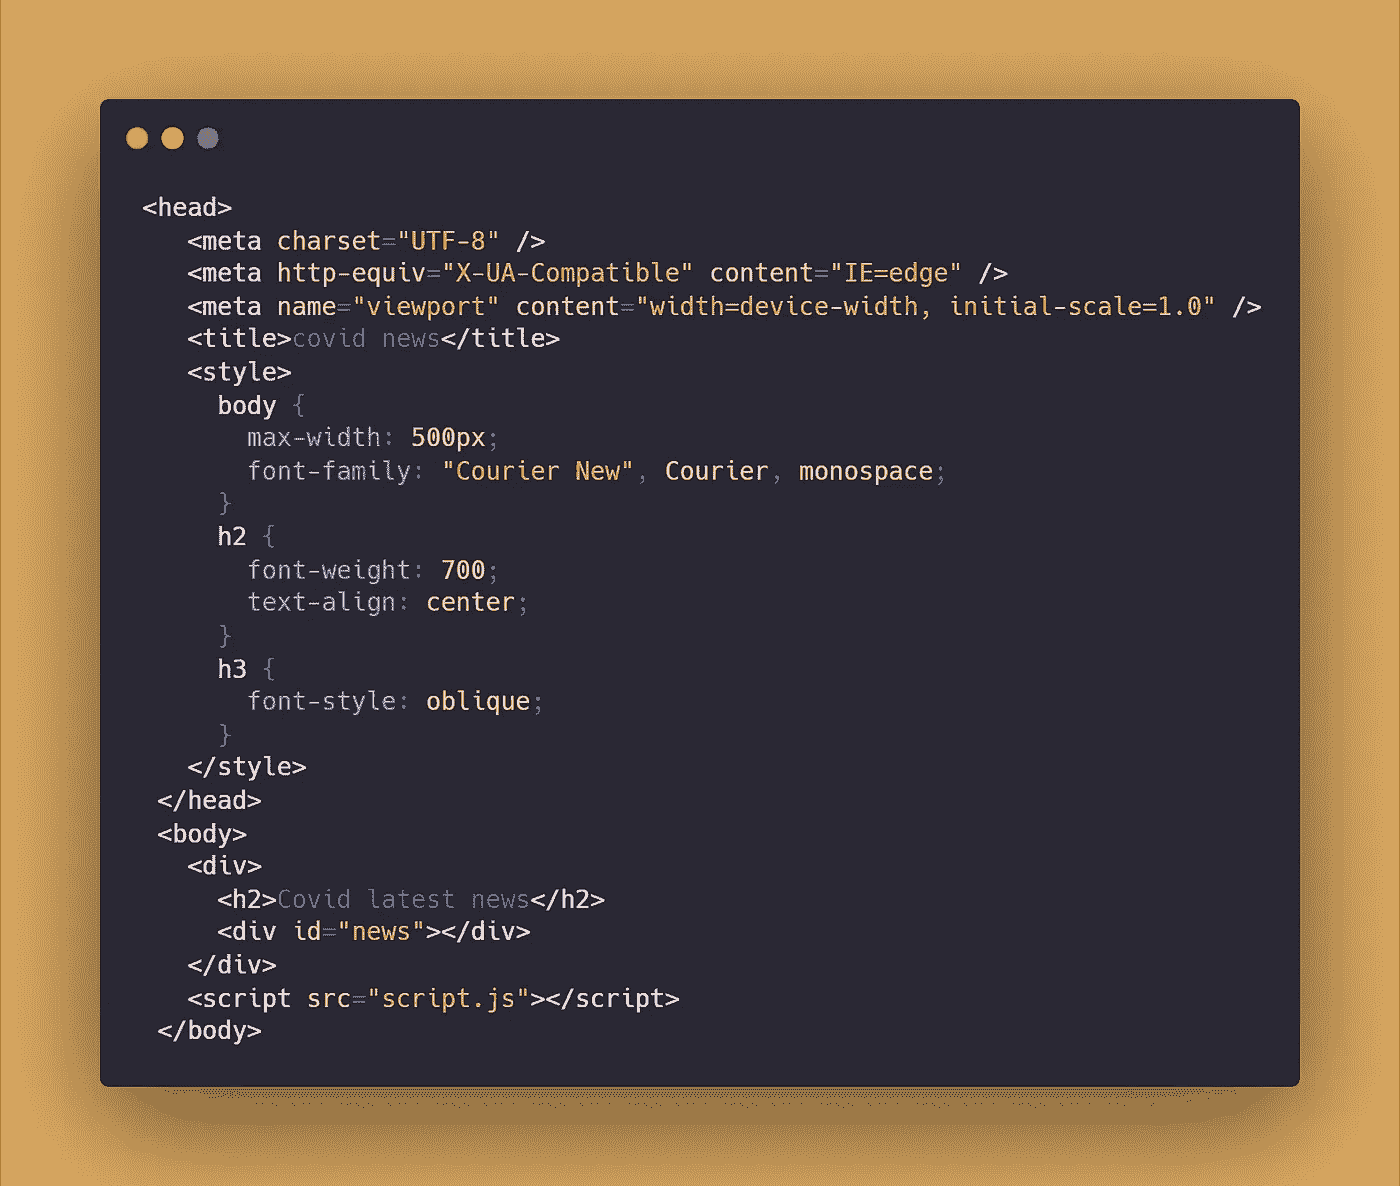 <head>
<meta charset="UTF-8" />
<meta http-equiv="X-UA-Compatible" content="IE=edge" />
<meta name="viewport" content="width=device-width, initial-scale=1.0" />
<title>covid news</title>
<style>
body {
max-width: 500px;
font-family: "Courier New", Courier, monospace;
}
h2 {
font-weight: 700;
text-align: center;
}
h3 {
font-style: oblique;
}
</style>
</head>
<body>
<div>
<h2>Covid latest news</h2>
<div id="news"></div>
</div>
<script src="script.js"></script>
</body>